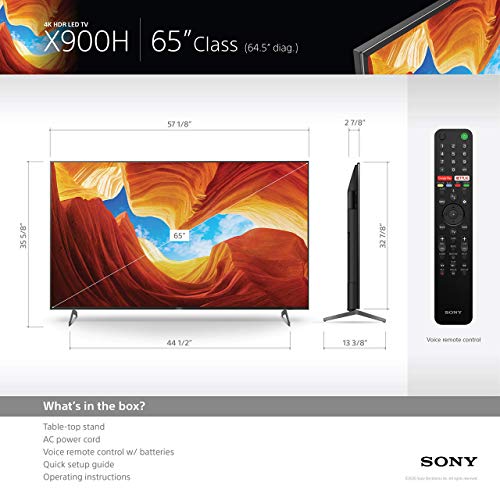 4K HDR LED TV
X900H 65" Class (64.5" diag.)
57 1/8"
2 7/8"
35 5/8"
65"
32 7/8"
SONY
44 1/2"
13 3/8"
Voice remote control
What's in the box?
Table-top stand
AC power cord
Voice remote control w/ batteries
Quick setup guide
Operating instructions
SONY